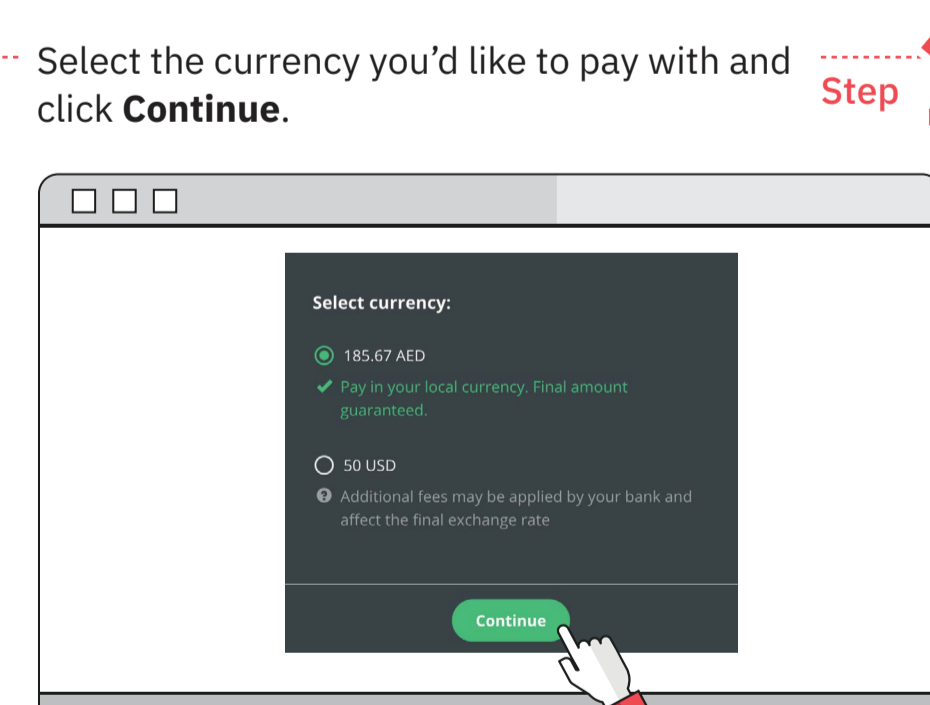 Select the currency you’d like to pay with and
click Continue.
Step
Select currency:
185.67 AED
Pay in your local currency. Final amount
guaranteed.
50 USD
Additional fees may be applied by your bank and
affect the final exchange rate
Continue